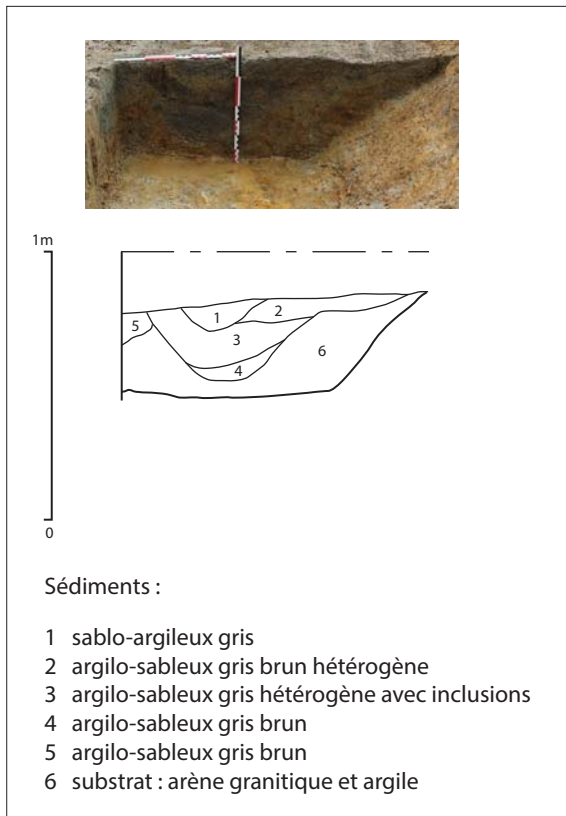 1m
1
2
5
3
6
4
0
Sédiments :
1 sablo-argileux gris
2 argilo-sableux gris brun hétérogène
3 argilo-sableux gris hétérogène avec inclusions
4 argilo-sableux gris brun
5 argilo-sableux gris brun
6 substrat : arène granitique et argile